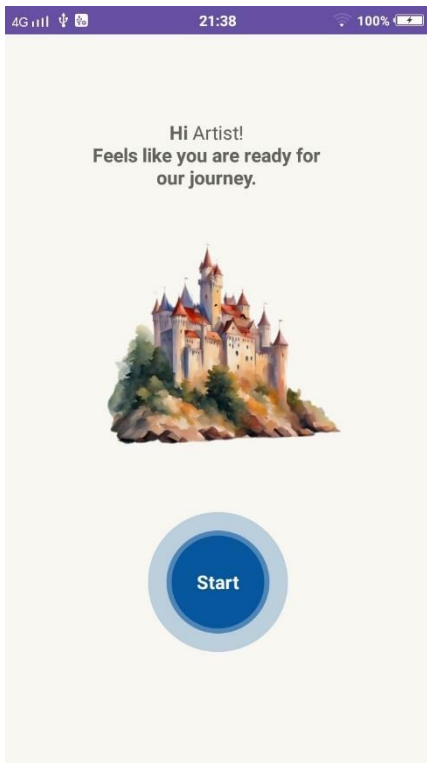 4G 21:38 100%
Hi Artist!
Feels like you are ready for
our journey.
Start